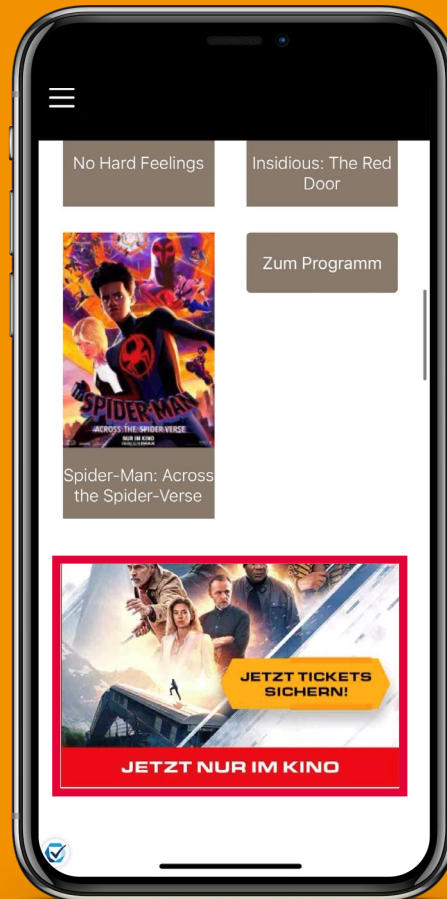 No Hard Feelings
Insidious: The Red
Door
Zum Programm
SPIDER-MAN
ACROSS THE SPIDER-VERSE
NUR IM KINO
Spider-Man: Across
the Spider-Verse
JETZT TICKETS
SICHERN!
JETZT NUR IM KINO